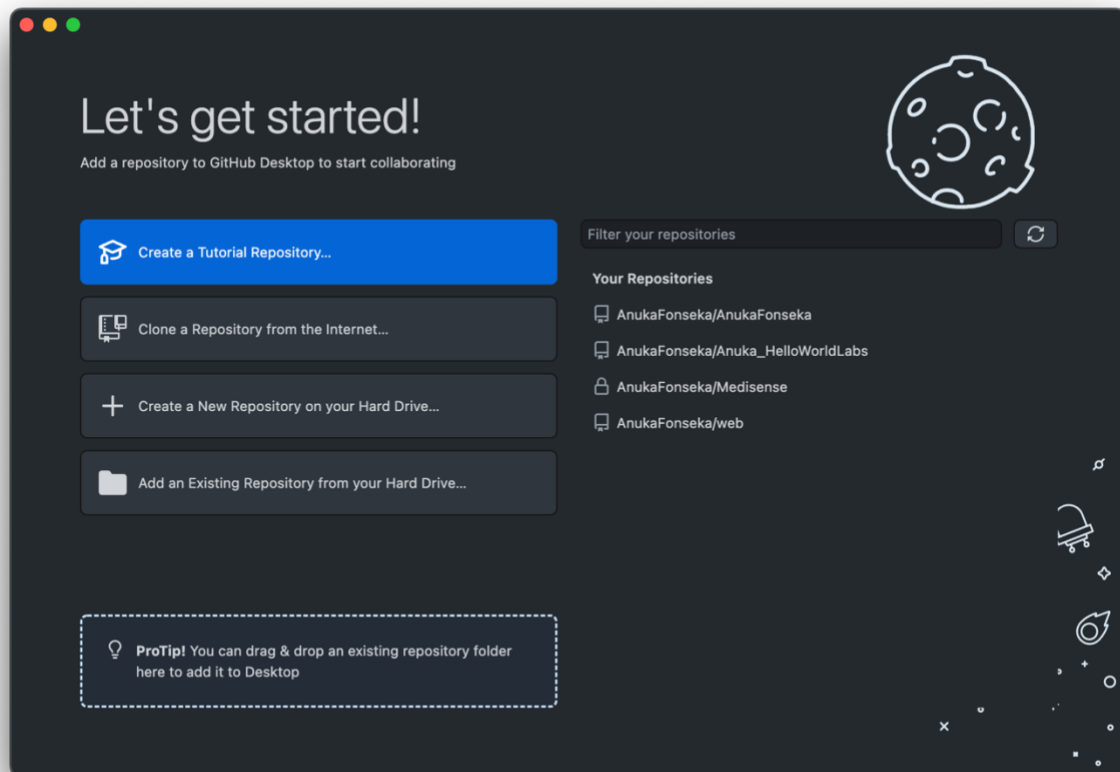 Let's get started!
Add a repository to GitHub Desktop to start collaborating
Create a Tutorial Repository...
Clone a Repository from the Internet...
Create a New Repository on your Hard Drive...
Add an Existing Repository from your Hard Drive...
ProTip! You can drag & drop an existing repository folder
here to add it to Desktop
Filter your repositories
Your Repositories
AnukaFonseka/AnukaFonseka
AnukaFonseka/Anuka_HelloWorldLabs
AnukaFonseka/Medisense
AnukaFonseka/web